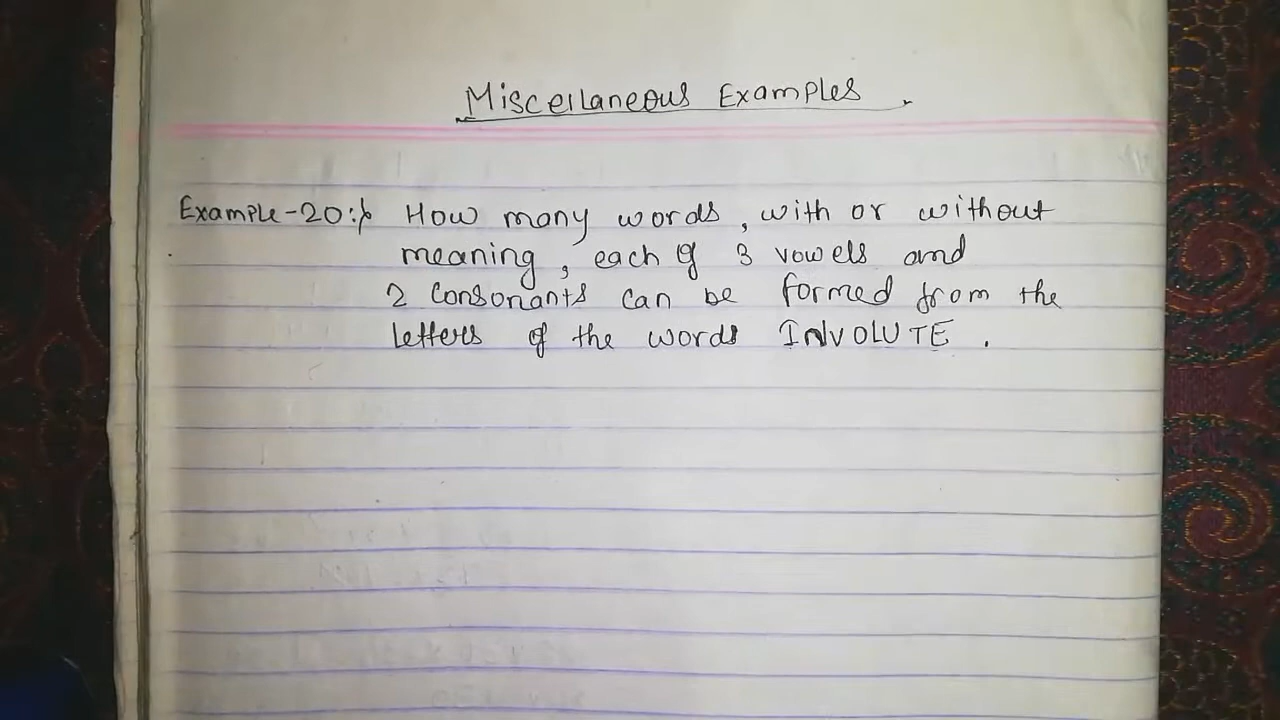 Miscellaneous Examples.
Example-20:- How many words, with or without
meaning, each of 3 vowels and
2 consonants can be formed from the
letters of the words INVOLUTE.